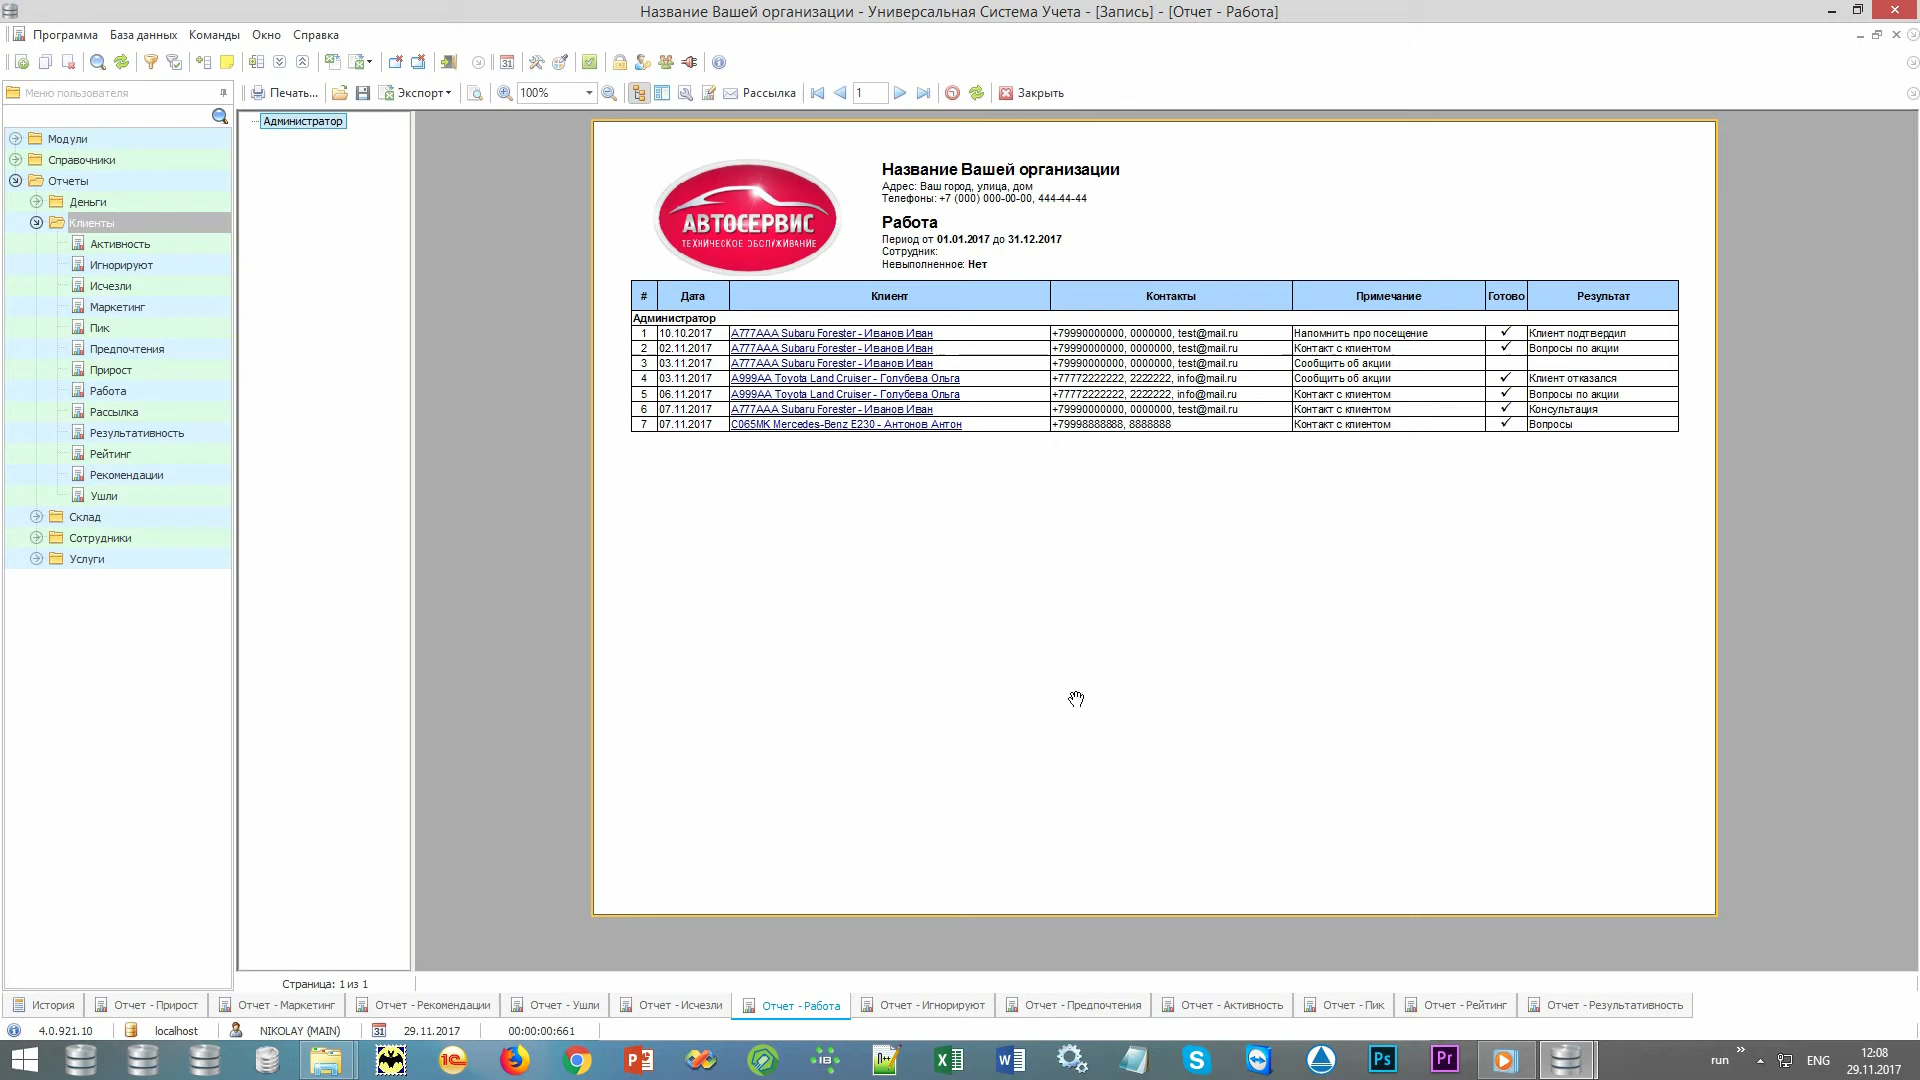 Название Вашей организации - Универсальная Система Учета - [Запись] - [Отчет - Работа]
Программа База данных Команды Окно Справка
Меню пользователя
Печать... Экспорт 100% Рассылка 1 Закрыть
Модули
Справочники
Отчеты
Деньги
Клиенты
Активность
Игнорируют
Исчезли
Маркетинг
Пик
Предпочтения
Прирост
Работа
Рассылка
Результативность
Рейтинг
Рекомендации
Ушли
Склад
Сотрудники
Услуги
Администратор
АВТОСЕРВИС
ТЕХНИЧЕСКОЕ ОБСЛУЖИВАНИЕ
Название Вашей организации
Адрес: Ваш город, улица, дом
Телефоны: +7 (000) 000-00-00, 444-44-44
Работа
Период от 01.01.2017 до 31.12.2017
Сотрудник:
Невыполненное: Нет
# Дата Клиент Контакты Примечание Готово Результат
Администратор
1 10.10.2017 А777ААА Subaru Forester - Иванов Иван +79990000000, 0000000, test@mail.ru Напомнить про посещение ✓ Клиент подтвердил
2 02.11.2017 А777ААА Subaru Forester - Иванов Иван +79990000000, 0000000, test@mail.ru Контакт с клиентом ✓ Вопросы по акции
3 03.11.2017 А777ААА Subaru Forester - Иванов Иван +79990000000, 0000000, test@mail.ru Сообщить об акции
4 03.11.2017 А999АА Toyota Land Cruiser - Голубева Ольга +77772222222, 2222222, info@mail.ru Сообщить об акции ✓ Клиент отказался
5 06.11.2017 А999АА Toyota Land Cruiser - Голубева Ольга +77772222222, 2222222, info@mail.ru Контакт с клиентом ✓ Вопросы по акции
6 07.11.2017 А777ААА Subaru Forester - Иванов Иван +79990000000, 0000000, test@mail.ru Контакт с клиентом ✓ Консультация
7 07.11.2017 С065МК Mercedes-Benz E230 - Антонов Антон +79998888888, 8888888 Контакт с клиентом ✓ Вопросы
Страница: 1 из 1
История Отчет - Прирост Отчет - Маркетинг Отчет - Рекомендации Отчет - Ушли Отчет - Исчезли Отчет - Работа Отчет - Игнорируют Отчет - Предпочтения Отчет - Активность Отчет - Пик Отчет - Рейтинг Отчет - Результативность
4.0.921.10 localhost NIKOLAY (MAIN) 31 29.11.2017 00:00:00:661
run ENG 12:08
29.11.2017